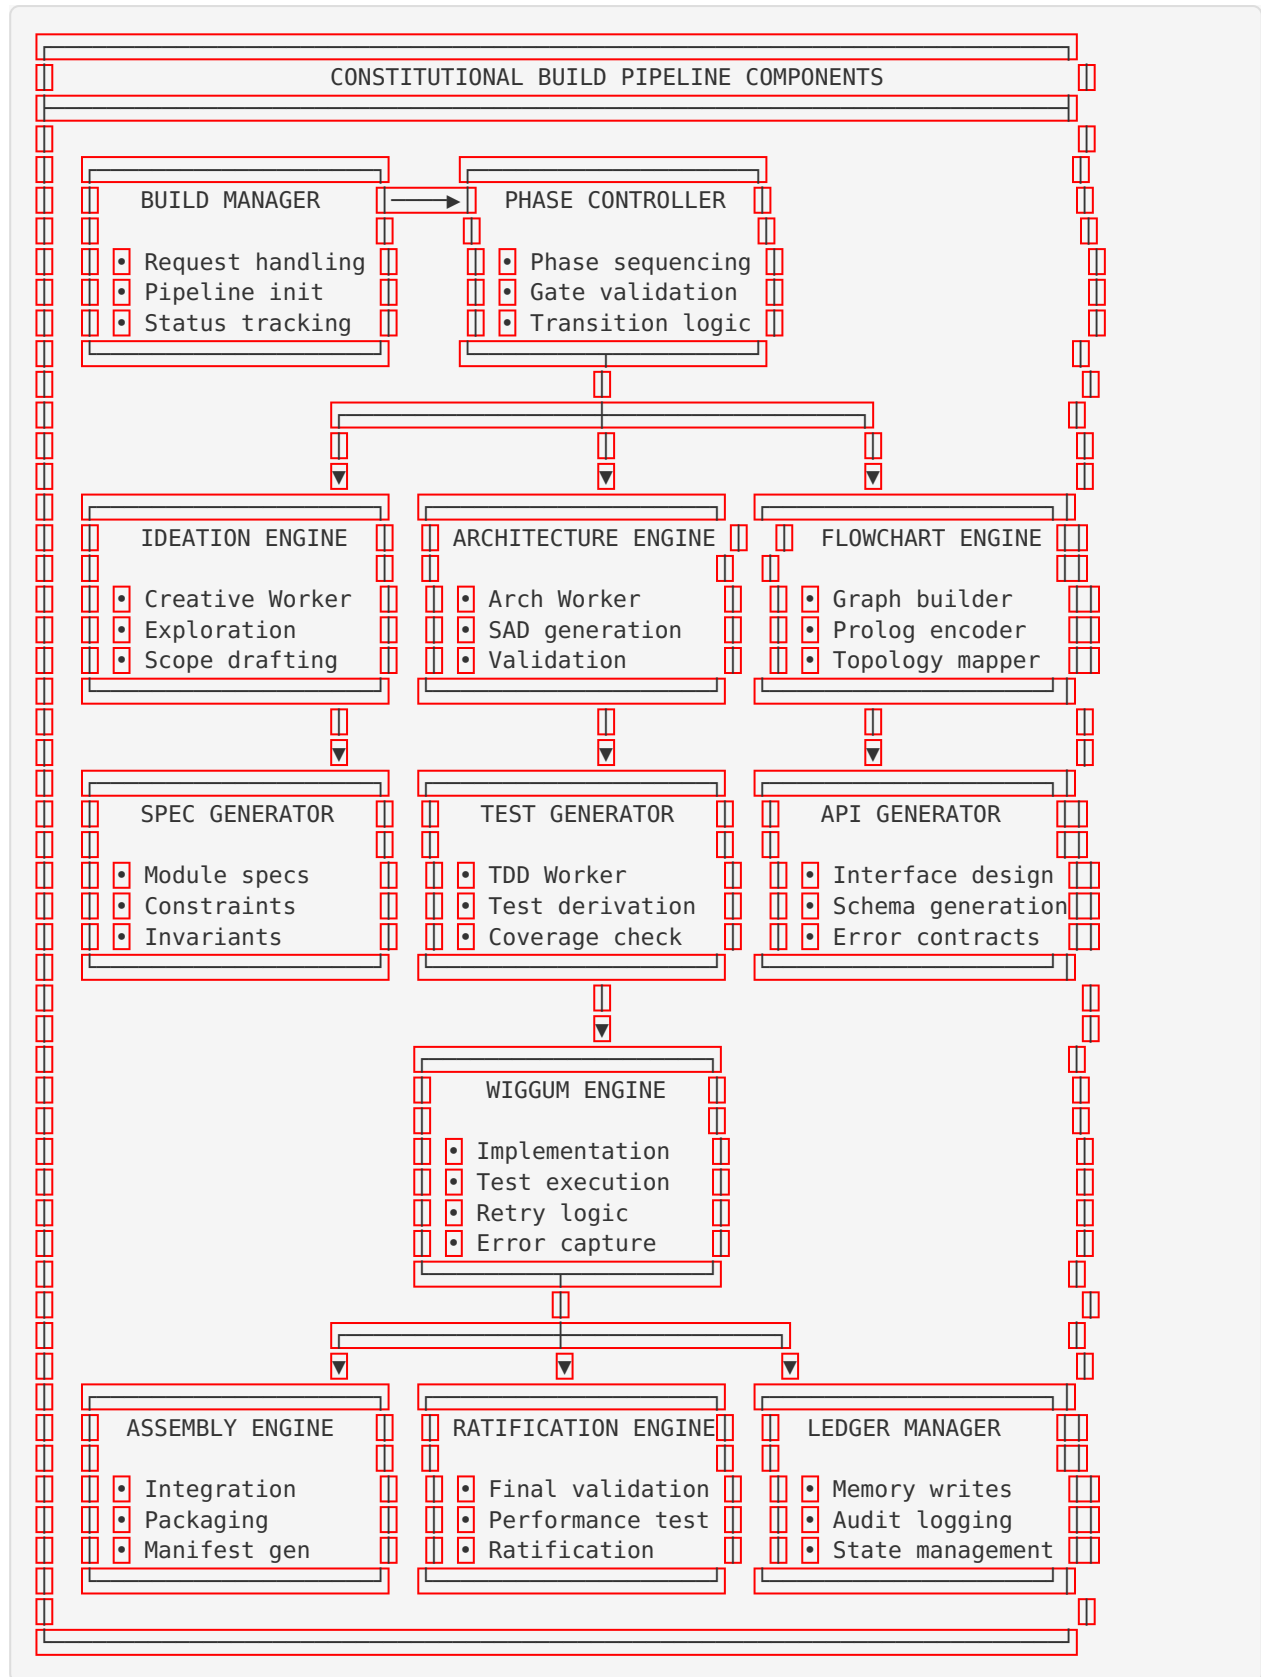 CONSTITUTIONAL BUILD PIPELINE COMPONENTS
BUILD MANAGER ───▶ PHASE CONTROLLER
• Request handling • Phase sequencing
• Pipeline init • Gate validation
• Status tracking • Transition logic
▼ ▼ ▼
IDEATION ENGINE ARCHITECTURE ENGINE FLOWCHART ENGINE
• Creative Worker • Arch Worker • Graph builder
• Exploration • SAD generation • Prolog encoder
• Scope drafting • Validation • Topology mapper
▼ ▼ ▼
SPEC GENERATOR TEST GENERATOR API GENERATOR
• Module specs • TDD Worker • Interface design
• Constraints • Test derivation • Schema generation
• Invariants • Coverage check • Error contracts
▼
WIGGUM ENGINE
• Implementation
• Test execution
• Retry logic
• Error capture
▼ ▼ ▼
ASSEMBLY ENGINE RATIFICATION ENGINE LEDGER MANAGER
• Integration • Final validation • Memory writes
• Packaging • Performance test • Audit logging
• Manifest gen • Ratification • State management